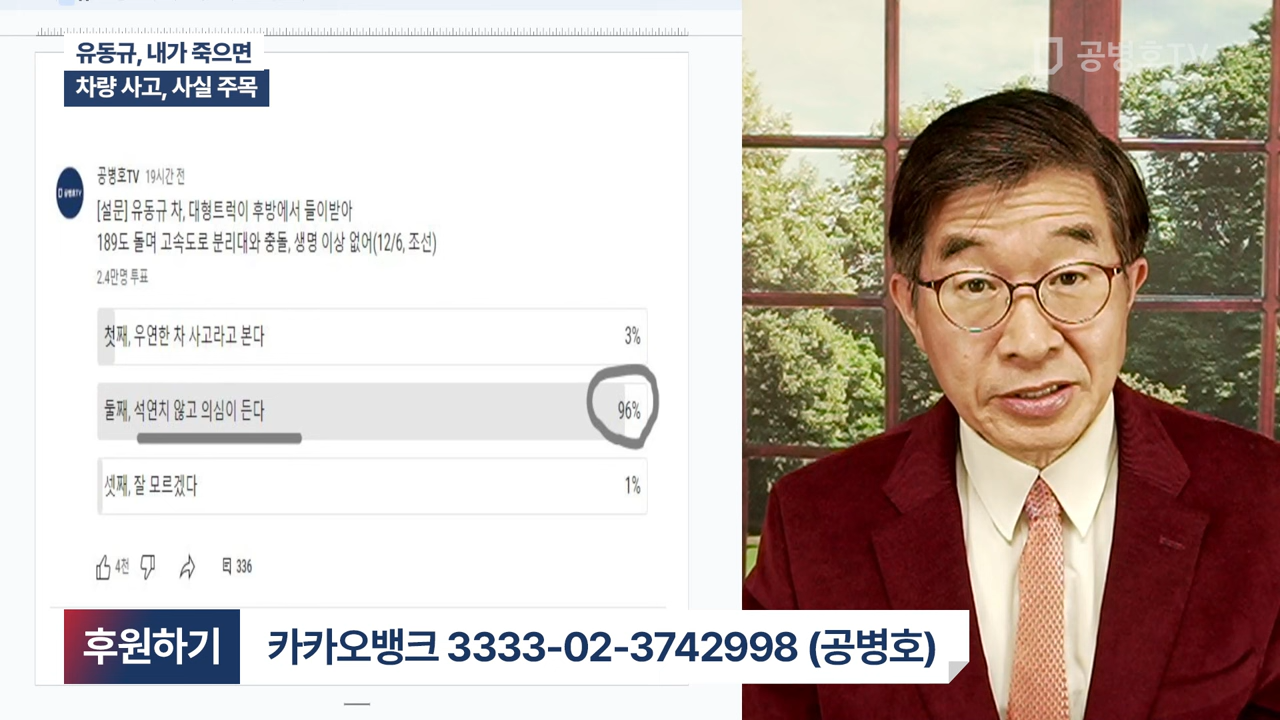 유동규, 내가 죽으면
차량 사고, 사실 주목
공병호TV
공병호TV
공병호TV 19시간 전
[설문] 유동규 차, 대형트럭이 후방에서 들이받아
189도 돌며 고속도로 분리대와 충돌, 생명 이상 없어(12/6, 조선)
2.4만명 투표
첫째, 우연한 차 사고라고 본다 3%
둘째, 석연치 않고 의심이 든다 96%
셋째, 잘 모르겠다 1%
4천 336
후원하기 카카오뱅크 3333-02-3742998 (공병호)